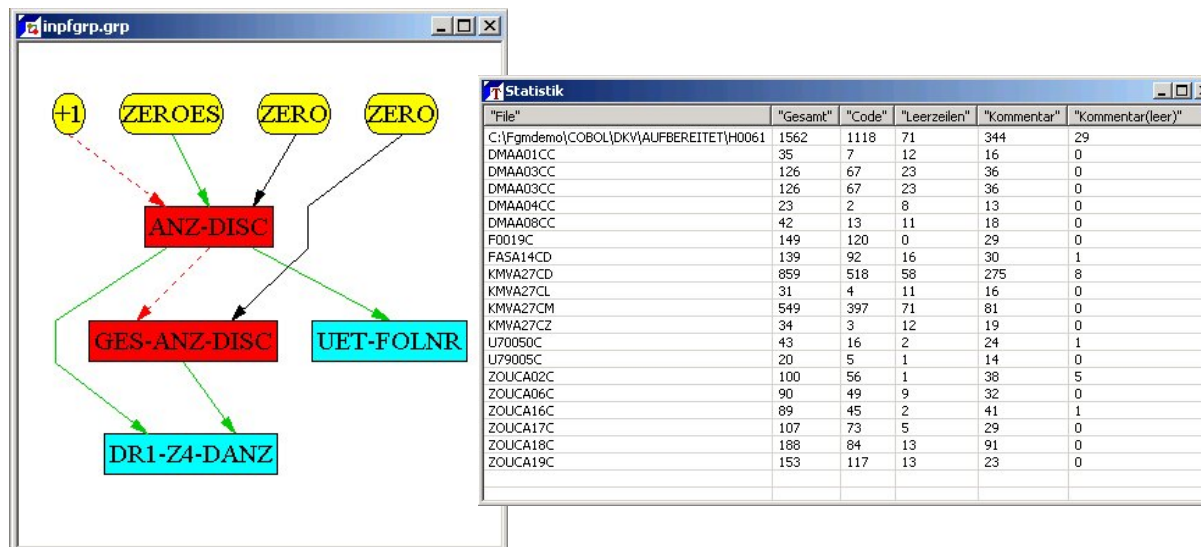 inpfgrp.grp
+1 ZEROES ZERO ZERO
ANZ-DISC
GES-ANZ-DISC UET-FOLNR
DR1-Z4-DANZ
Statistik
"File" "Gesamt" "Code" "Leerzeilen" "Kommentar" "Kommentar(leer)"
C:\Fgmdemo\COBOL\DKV\AUFBEREITET\H0061 1562 1118 71 344 29
DMAA01CC 35 7 12 16 0
DMAA03CC 126 67 23 36 0
DMAA03CC 126 67 23 36 0
DMAA04CC 23 2 8 13 0
DMAA08CC 42 13 11 18 0
F0019C 149 120 0 29 0
FASA14CD 139 92 16 30 1
KMVA27CD 859 518 58 275 8
KMVA27CL 31 4 11 16 0
KMVA27CM 549 397 71 81 0
KMVA27CZ 34 3 12 19 0
U70050C 43 16 2 24 1
U79005C 20 5 1 14 0
ZOUCA02C 100 56 1 38 5
ZOUCA06C 90 49 9 32 0
ZOUCA16C 89 45 2 41 1
ZOUCA17C 107 73 5 29 0
ZOUCA18C 188 84 13 91 0
ZOUCA19C 153 117 13 23 0